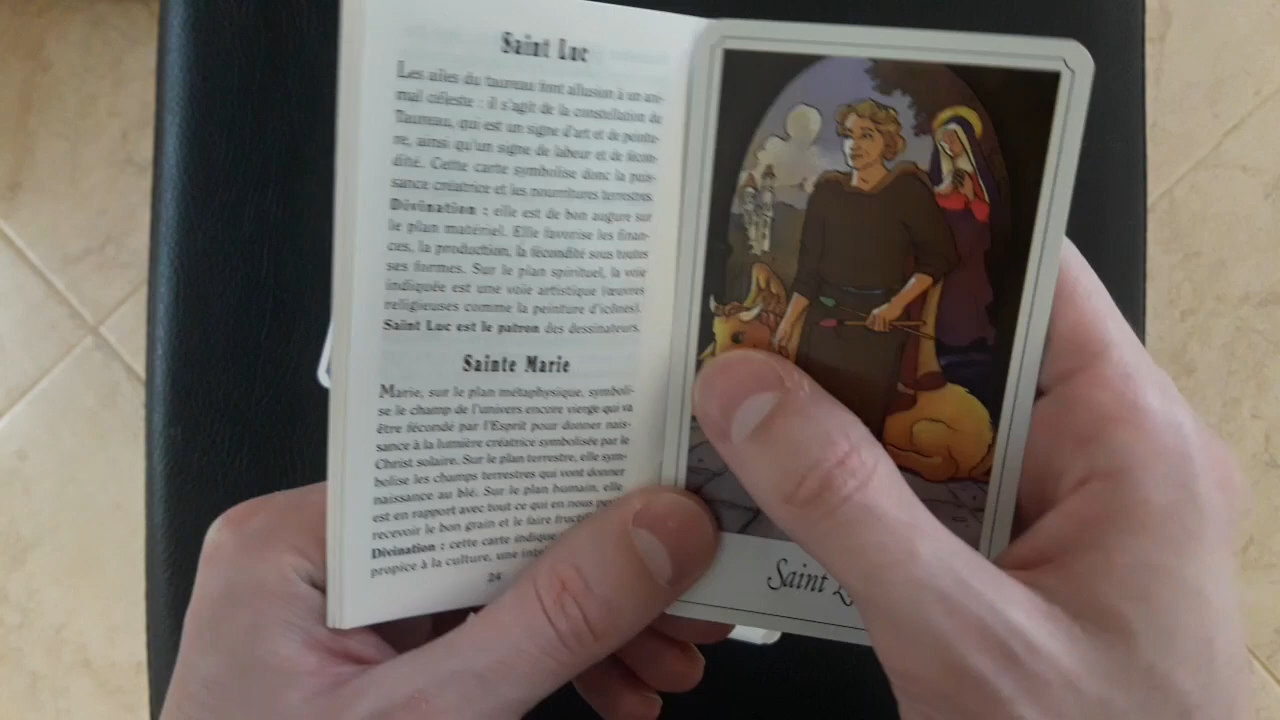 Saint Luc
Les ailes du taureau font allusion à un ani-
mal céleste : il s'agit de la constellation du
Taureau, qui est un signe d'art et de peintu-
re, ainsi qu'un signe de labour et de fécon-
dité. Cette carte symbolise donc la puis-
sance créatrice et les nourritures terrestres.
Divination : elle est de bon augure sur
le plan matériel. Elle favorise les finan-
ces, la production, la fécondité sous toutes
ses formes. Sur le plan spirituel, la voie
indiquée est une voie artistique (œuvres
religieuses comme la peinture d'icônes).
Saint Luc est le patron des dessinateurs.
Sainte Marie
Marie, sur le plan métaphysique, symboli-
se le champ de l'univers encore vierge qui va
être fécondé par l'Esprit pour donner nais-
sance à la lumière créatrice symbolisée par le
Christ solaire. Sur le plan terrestre, elle sym-
bolise les champs terrestres qui vont donner
naissance au blé. Sur le plan humain, elle
est en rapport avec tout ce qui en nous
recevoir le bon grain et le faire
Divination : cette carte indique
propice à la culture, une
24
Saint